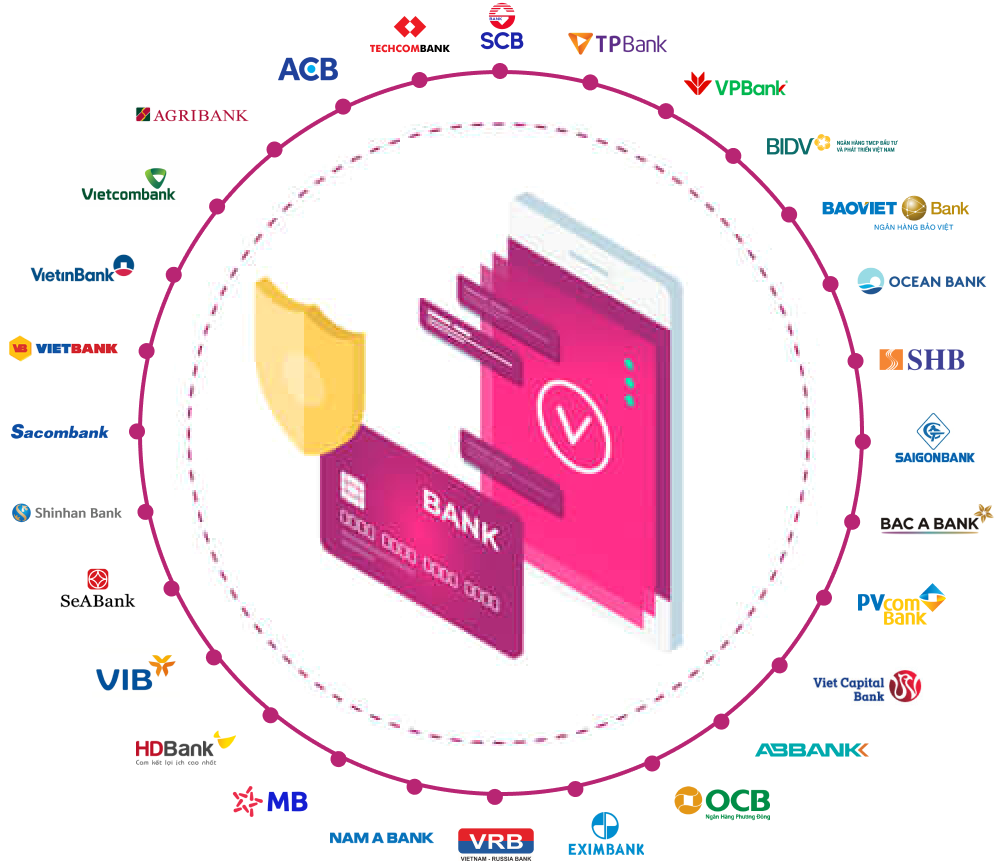 SCB
TECHCOMBANK
TPBank
ACB
VPBank
AGRIBANK
BIDV
NGÂN HÀNG TMCP ĐẦU TƯ
VÀ PHÁT TRIỂN VIỆT NAM
Vietcombank
BAOVIET Bank
NGÂN HÀNG BẢO VIỆT
VietinBank
OCEAN BANK
VB VIETBANK
SHB
Sacombank
SAIGONBANK
Shinhan Bank
BAC A BANK
BANK
SeABank
PVcom
Bank
VIB
Viet Capital
Bank
HDBank
Cam kết lợi ích cao nhất
ABBANK
MB
OCB
Ngân Hàng Phương Đông
NAM A BANK
VRB
VIETNAM - RUSSIA BANK
EXIMBANK